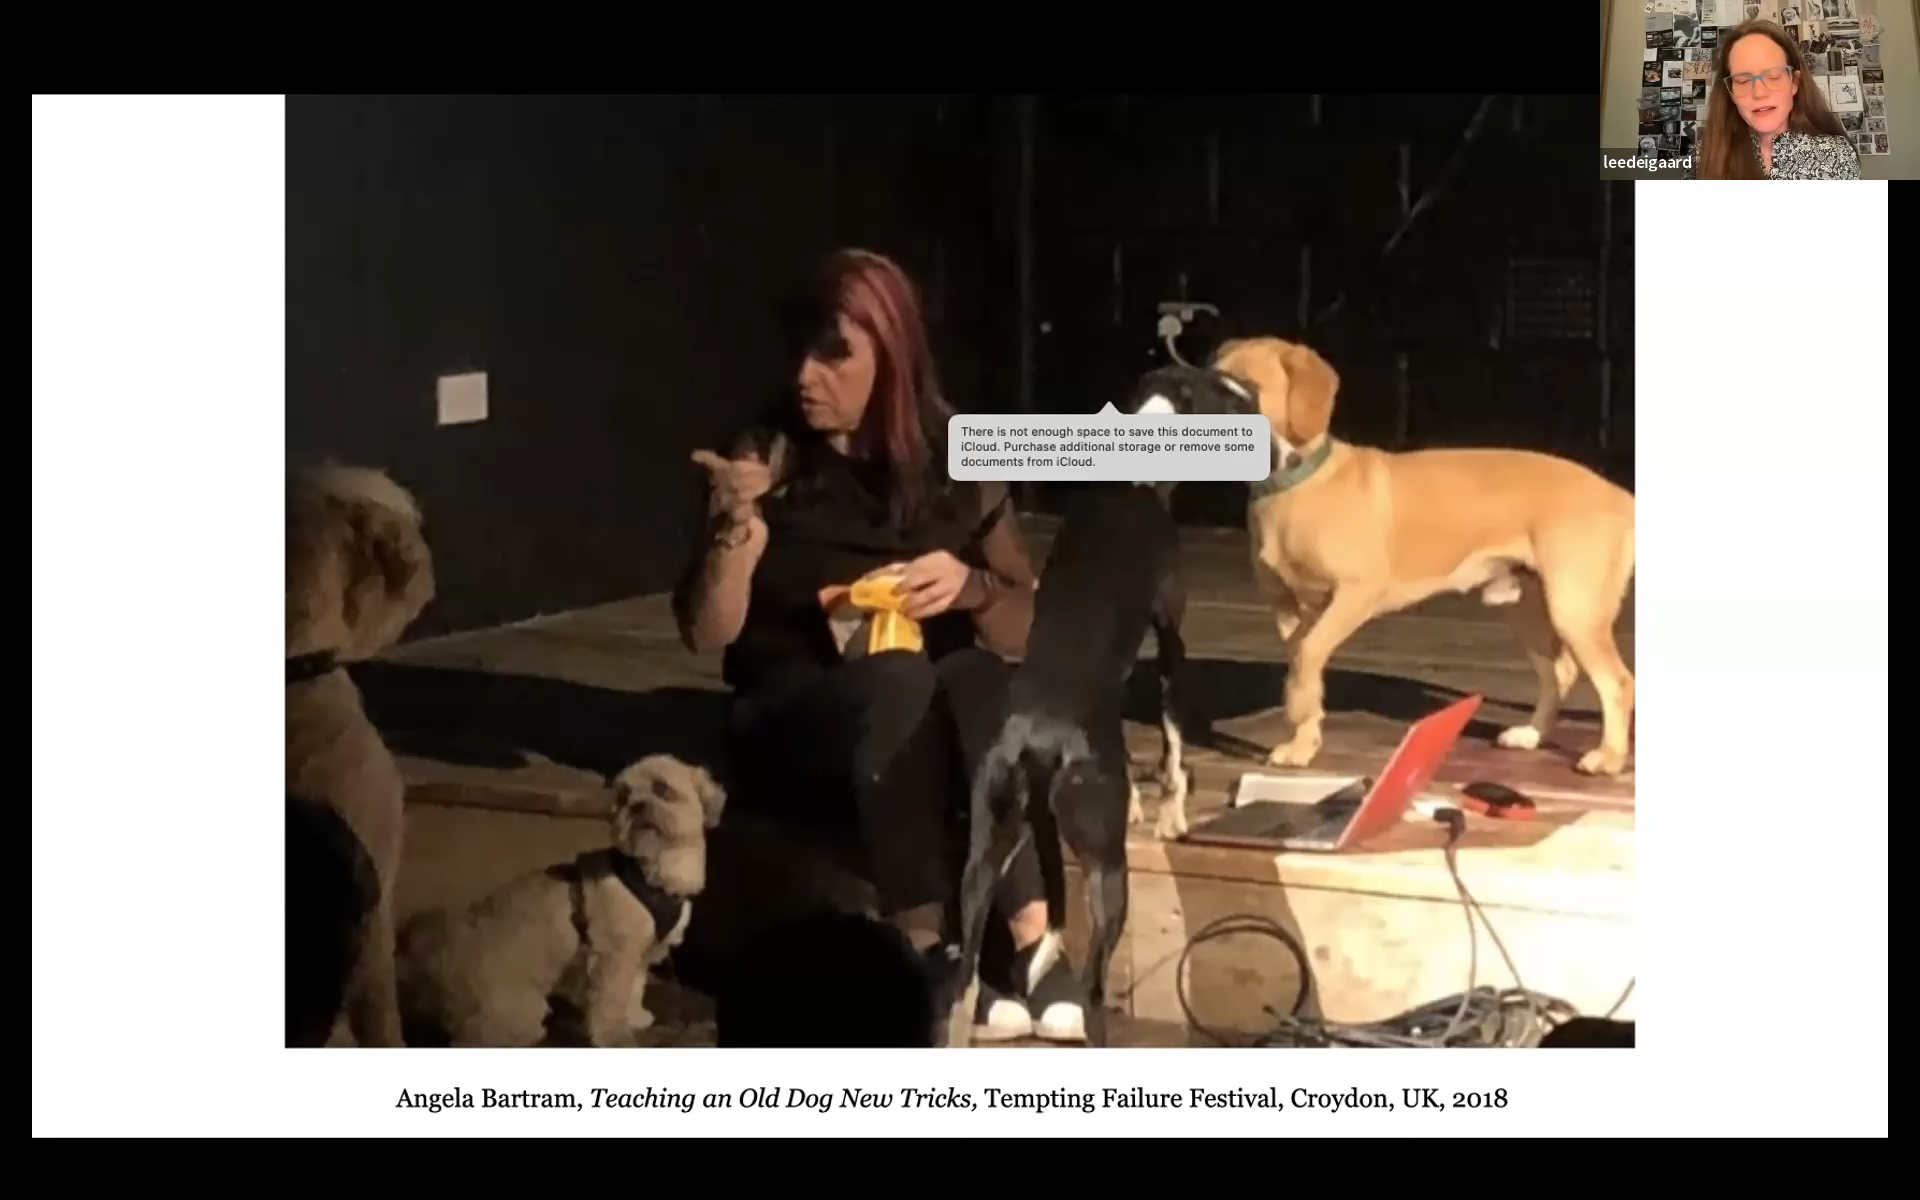 leedeigaard
There is not enough space to save this document to
iCloud. Purchase additional storage or remove some
documents from iCloud.
Angela Bartram, Teaching an Old Dog New Tricks, Tempting Failure Festival, Croydon, UK, 2018